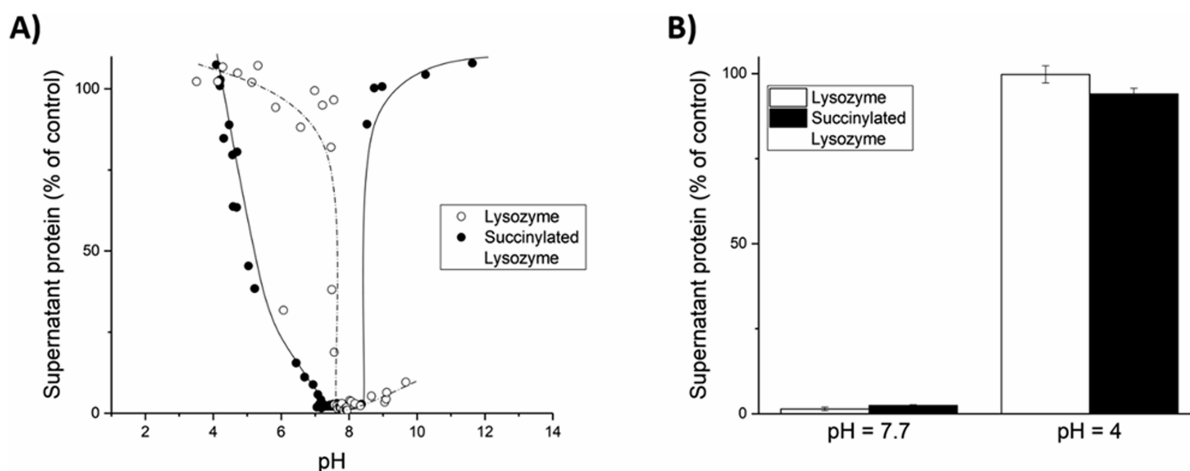 A)
Supernatant protein (% of control)
100
50
0
2 4 6 8 10 12 14
pH
Lysozyme
Succinylated
Lysozyme
B)
Supernatant protein (% of control)
100
50
0
Lysozyme
Succinylated
Lysozyme
pH = 7.7 pH = 4